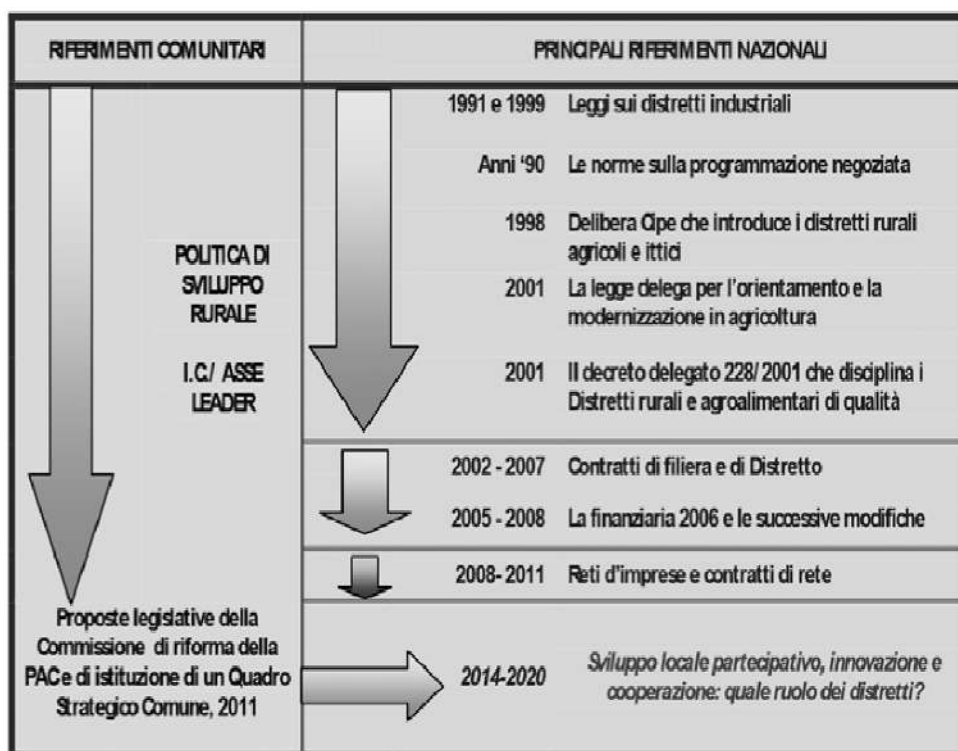 RIFERIMENTI COMUNITARI
PRINCIPALI RIFERIMENTI NAZIONALI
1991 e 1999 Leggi sui distretti industriali
Anni ‘90 Le norme sulla programmazione negoziata
1998 Delibera Cipe che introduce i distretti rurali
agricoli e ittici
2001 La legge delega per l’orientamento e la
modernizzazione in agricoltura
2001 Il decreto delegato 228/2001 che disciplina i
Distretti rurali e agroalimentari di qualità
2002 - 2007 Contratti di filiera e di Distretto
2005 - 2008 La finanziaria 2006 e le successive modifiche
2008- 2011 Reti d’imprese e contratti di rete
2014-2020 Sviluppo locale partecipativo, innovazione e
cooperazione: quale ruolo dei distretti?
POLITICA DI
SVILUPPO
RURALE
I.C./ ASSE
LEADER
Proposte legislative della
Commissione di riforma della
PAC e di istituzione di un Quadro
Strategico Comune, 2011